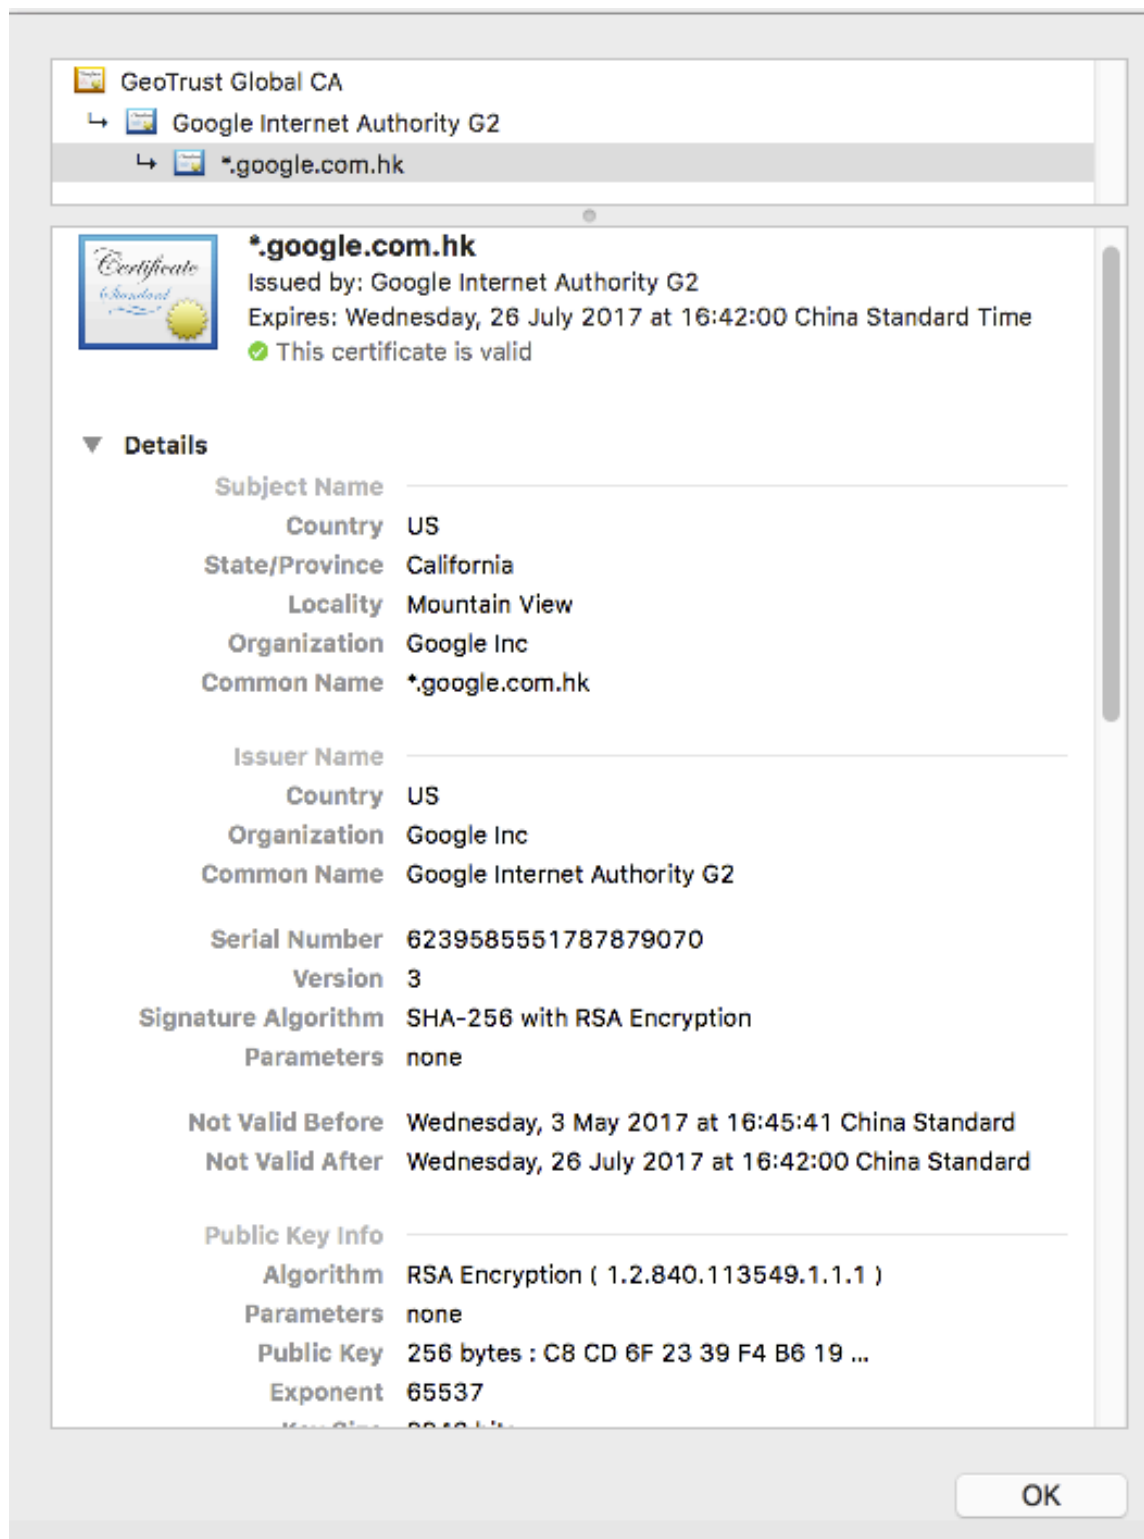 GeoTrust Global CA
↳ Google Internet Authority G2
↳ *.google.com.hk
Certificate
Standard
*.google.com.hk
Issued by: Google Internet Authority G2
Expires: Wednesday, 26 July 2017 at 16:42:00 China Standard Time
This certificate is valid
Details
Subject Name
Country US
State/Province California
Locality Mountain View
Organization Google Inc
Common Name *.google.com.hk
Issuer Name
Country US
Organization Google Inc
Common Name Google Internet Authority G2
Serial Number 6239585551787879070
Version 3
Signature Algorithm SHA-256 with RSA Encryption
Parameters none
Not Valid Before Wednesday, 3 May 2017 at 16:45:41 China Standard
Not Valid After Wednesday, 26 July 2017 at 16:42:00 China Standard
Public Key Info
Algorithm RSA Encryption ( 1.2.840.113549.1.1.1 )
Parameters none
Public Key 256 bytes : C8 CD 6F 23 39 F4 B6 19 ...
Exponent 65537
OK